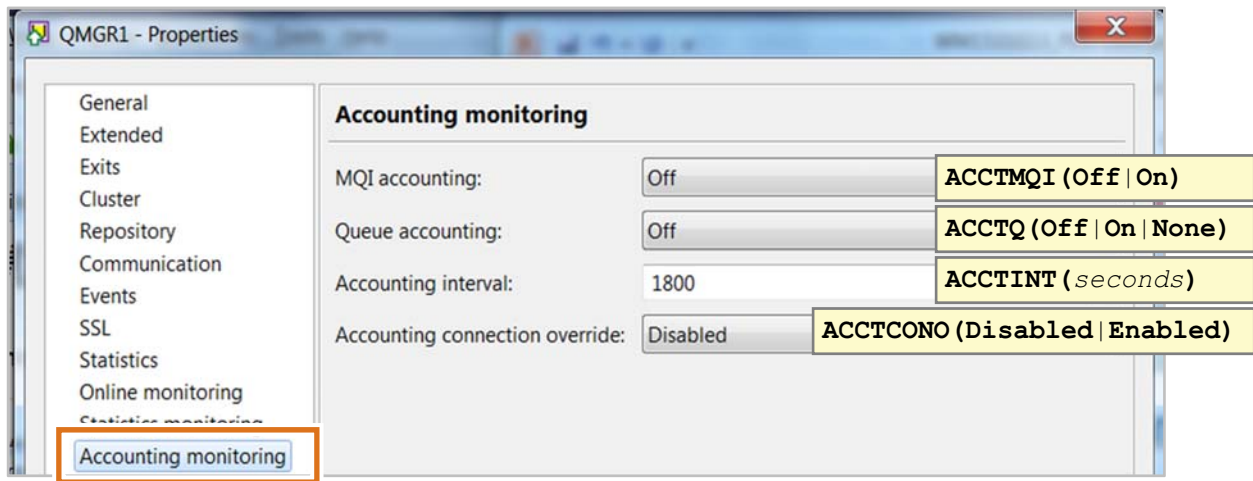 QMGR1 - Properties
X
General
Extended
Exits
Cluster
Repository
Communication
Events
SSL
Statistics
Online monitoring
Statistics monitoring
Accounting monitoring
Accounting monitoring
MQI accounting: Off ACCTMQI(Off|On)
Queue accounting: Off ACCTQ(Off|On|None)
Accounting interval: 1800 ACCTINT(seconds)
Accounting connection override: Disabled ACCTCONO(Disabled|Enabled)